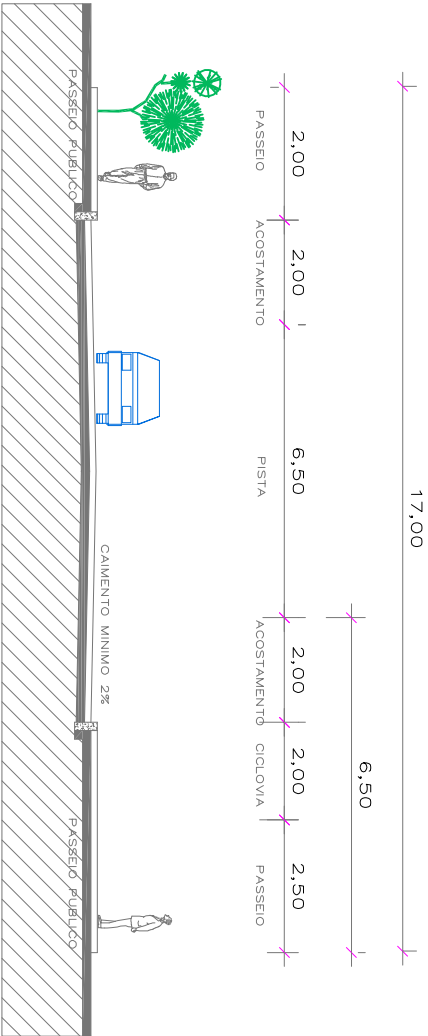 17,00
6,50
2,00
2,00
6,50
2,00
2,00
2,50
PASSEIO
ACOSTAMENTO
PISTA
ACOSTAMENTO
CICLOVIA
PASSEIO
CAIMENTO MINIMO 2%
PASSEIO PUBLICO
PASSEIO PUBLICO